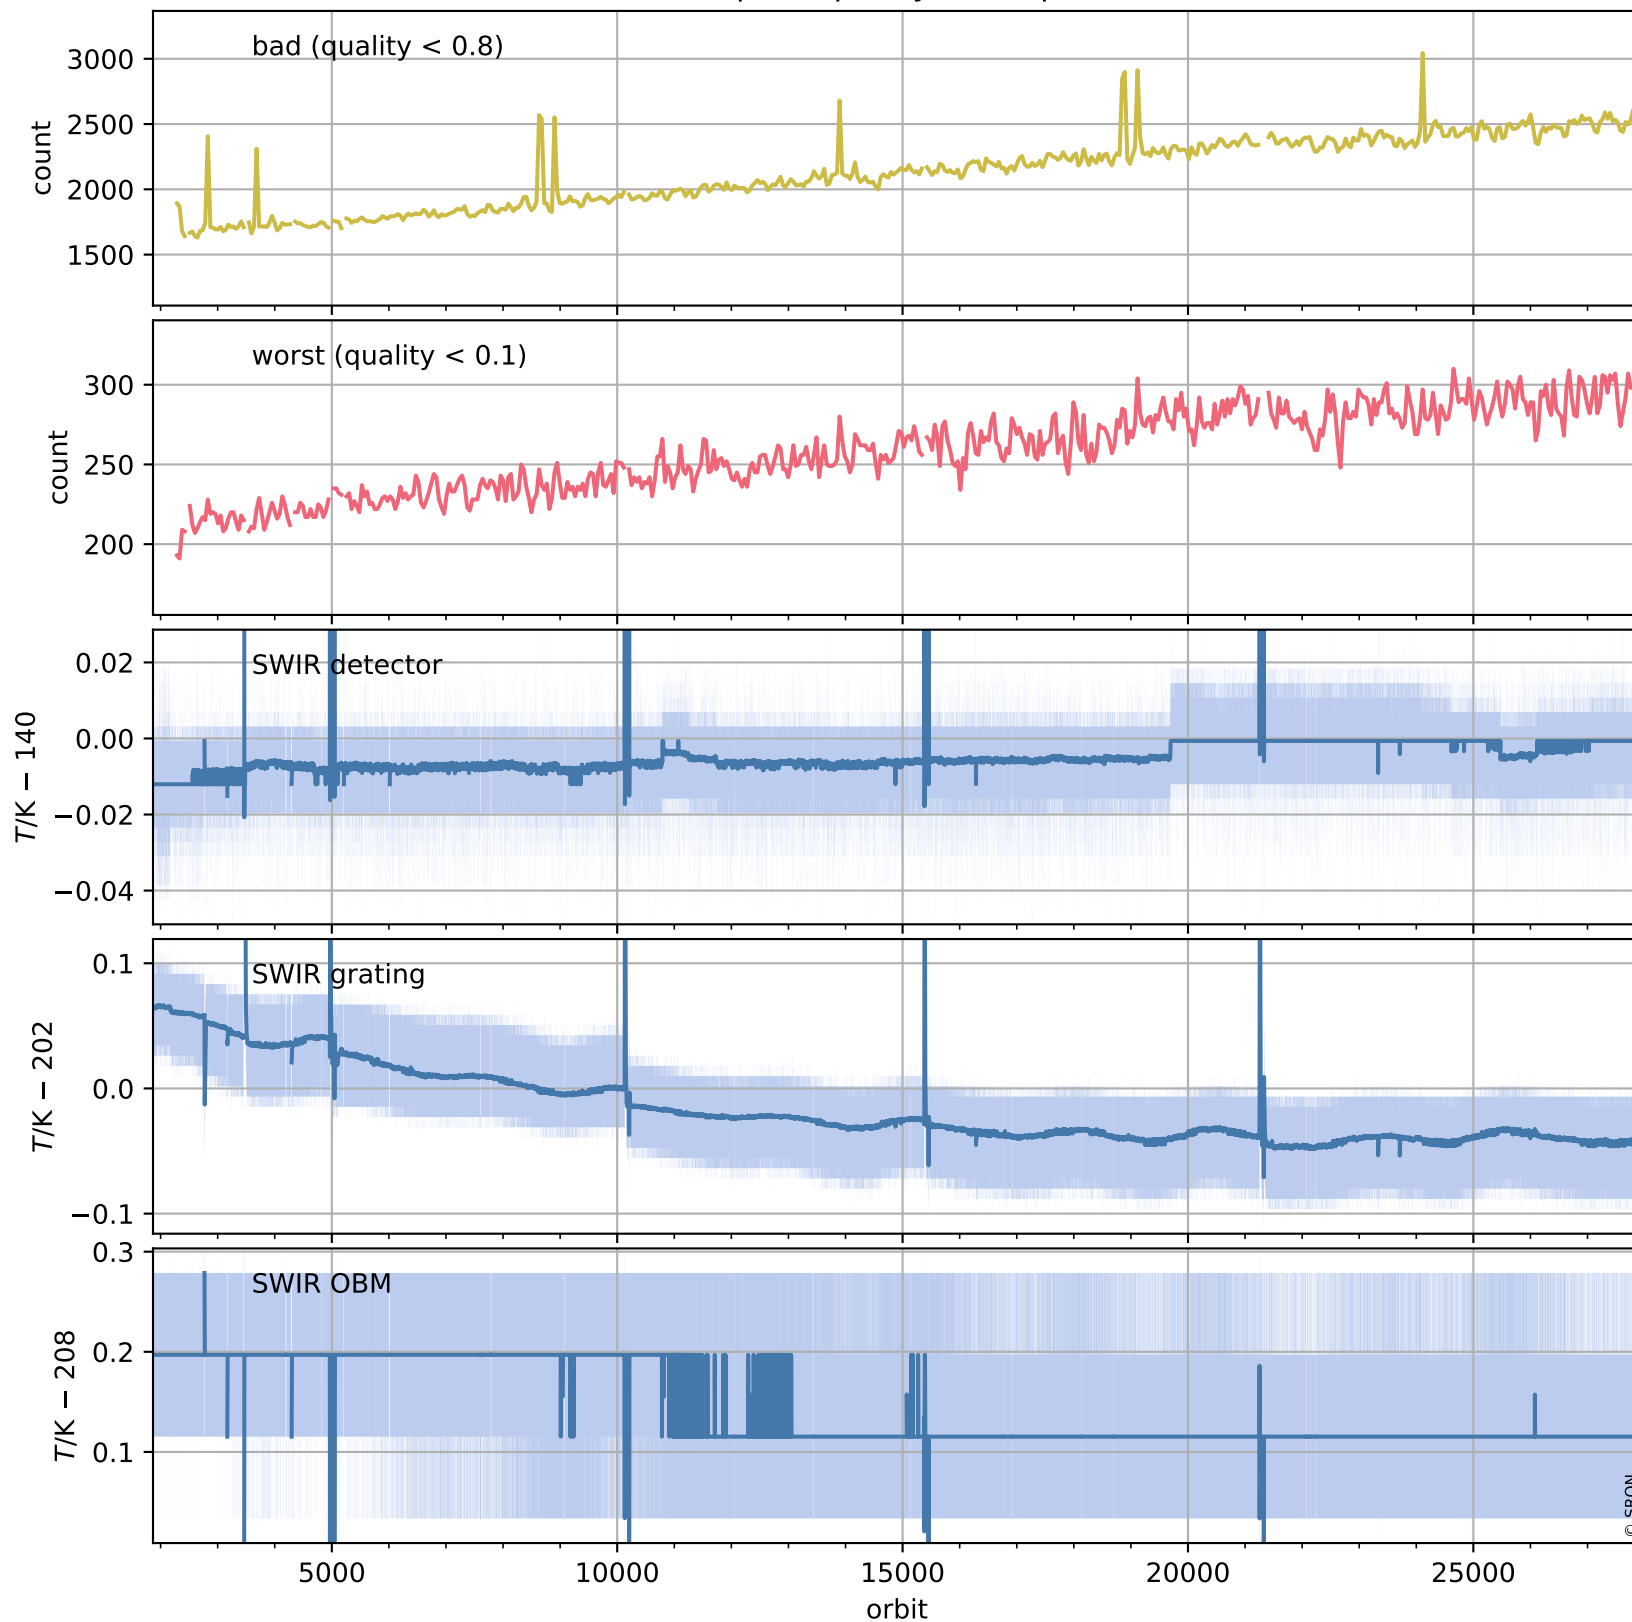 bad (quality < 0.8)
3000
2500
2000
1500
count
worst (quality < 0.1)
300
250
200
count
SWIR detector
0.02
0.00
−0.02
−0.04
T/K − 140
SWIR grating
0.1
0.0
−0.1
T/K − 202
SWIR OBM
0.3
0.2
0.1
T/K − 208
© SRON
5000 10000 15000 20000 25000
orbit